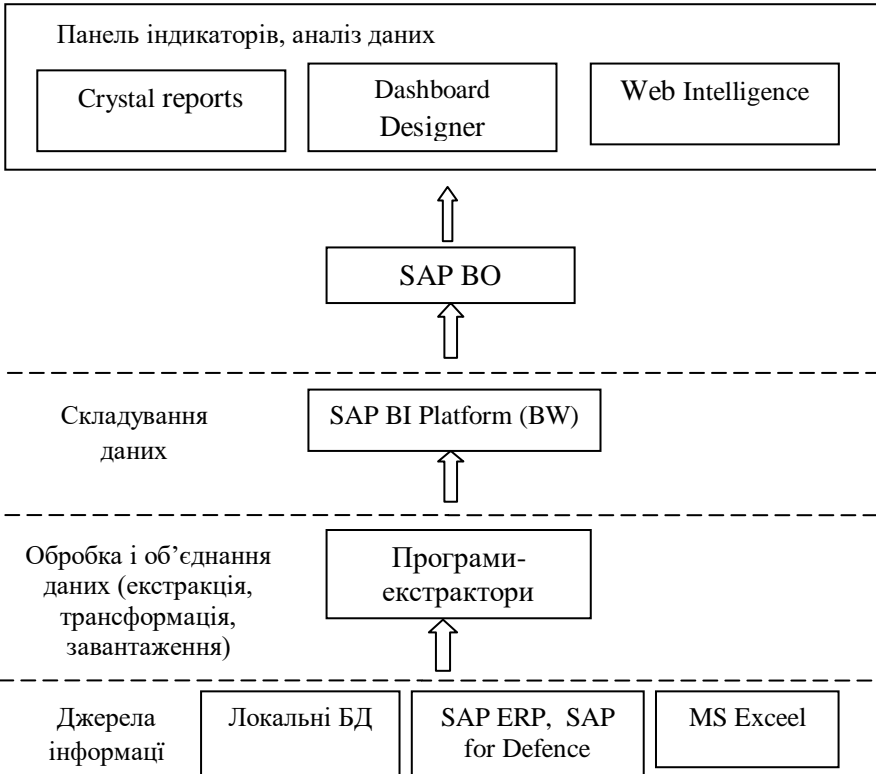 Панель індикаторів, аналіз даних
Crystal reports
Dashboard
Designer
Web Intelligence
SAP BO
Складування
даних
SAP BI Platform (BW)
Обробка і об’єднання
даних (екстракція,
трансформація,
завантаження)
Програми-
екстрактори
Джерела
інформації
Локальні БД
SAP ERP, SAP
for Defence
MS Exceel